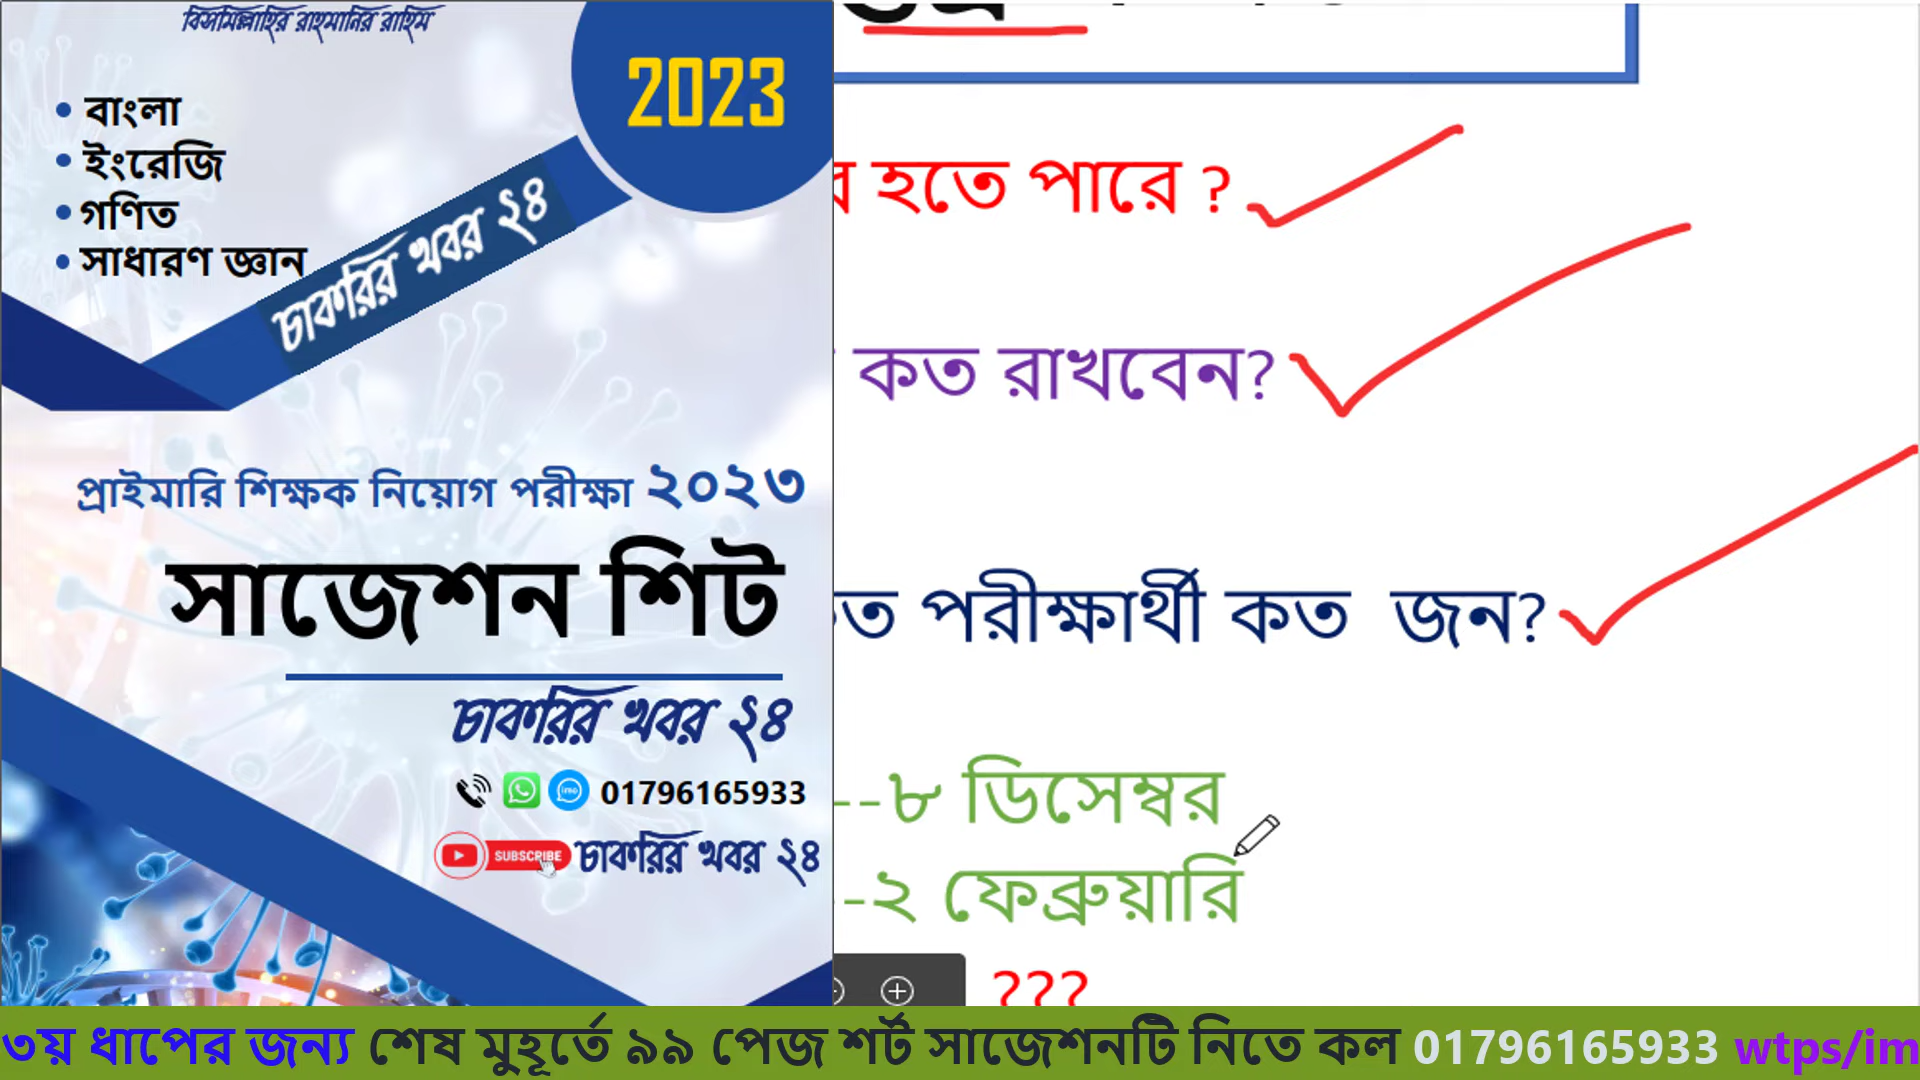 বিসমিল্লাহির রাহমানির রাহিম
2023
বাংলা
ইংরেজি
গণিত
সাধারণ জ্ঞান
চাকরির খবর ২৪
প্রাইমারি শিক্ষক নিয়োগ পরীক্ষা ২০২৩
সাজেশন শিট
চাকরির খবর ২৪
imo 01796165933
SUBSCRIBE চাকরির খবর ২৪
হতে পারে ?
কত রাখবেন?
পরীক্ষার্থী কত জন?
--৮ ডিসেম্বর
--২ ফেব্রুয়ারি
???
৩য় ধাপের জন্য শেষ মুহূর্তে ৯৯ পেজ শর্ট সাজেশনটি নিতে কল 01796165933 wtps/im